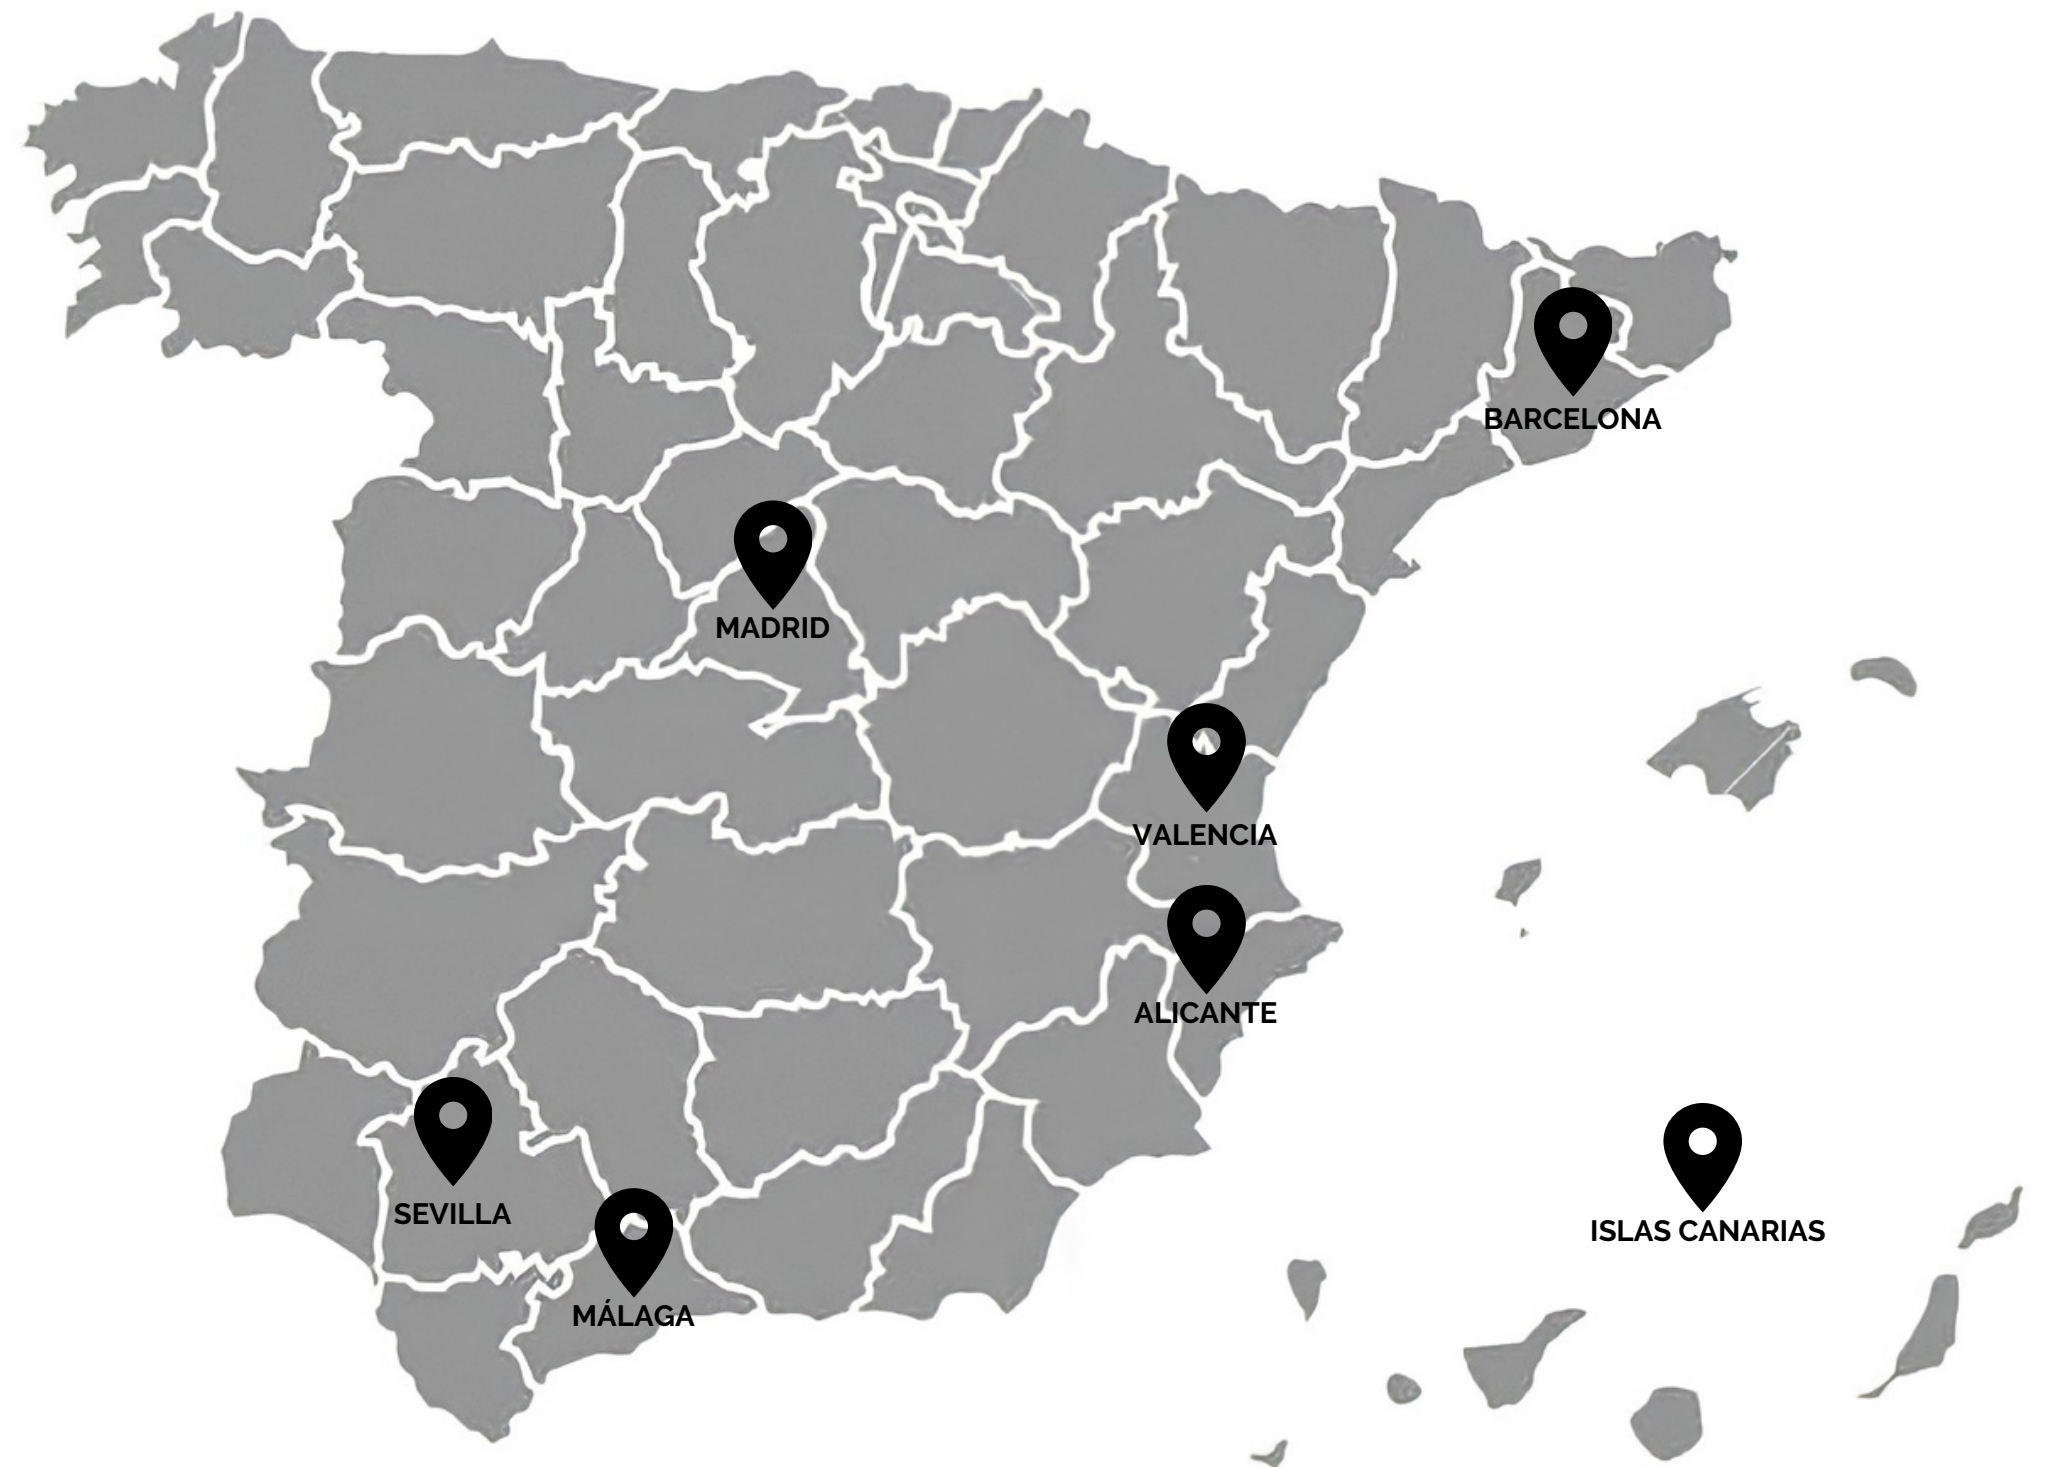 BARCELONA
MADRID
VALENCIA
ALICANTE
SEVILLA
ISLAS CANARIAS
MÁLAGA